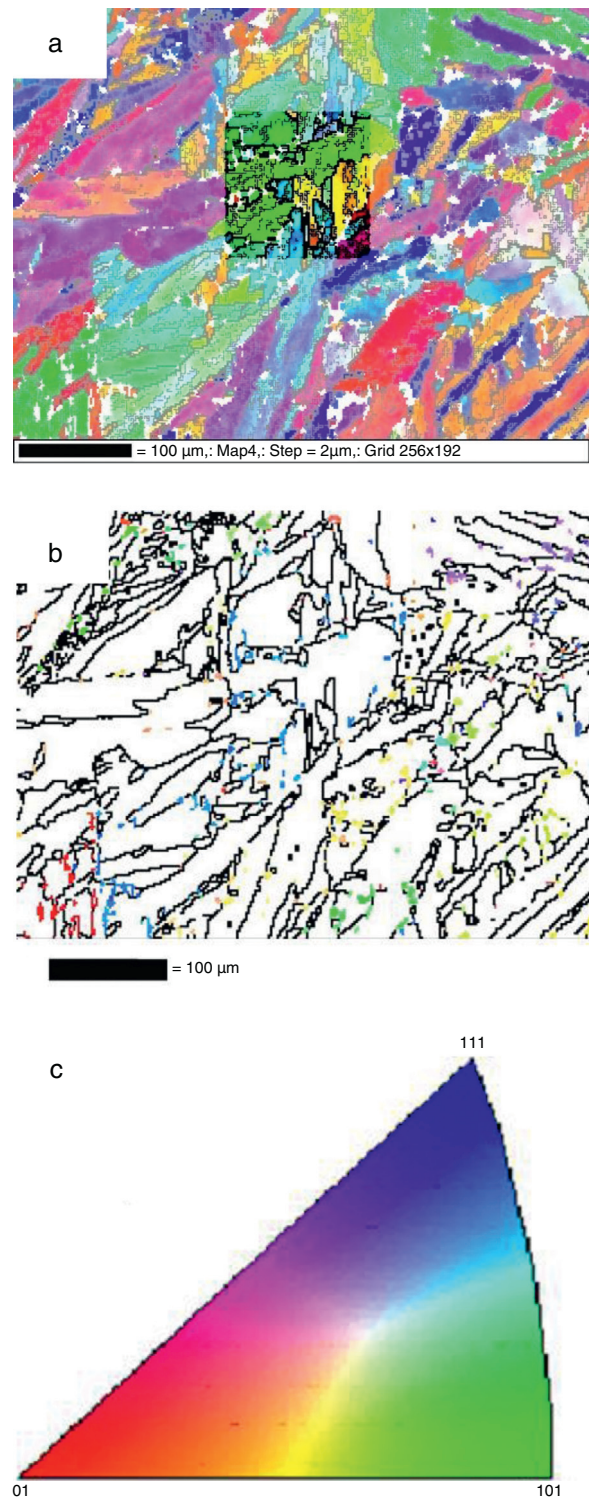 a
= 100 µm,: Map4,: Step = 2µm,: Grid 256x192
b
= 100 µm
c
111
01
101